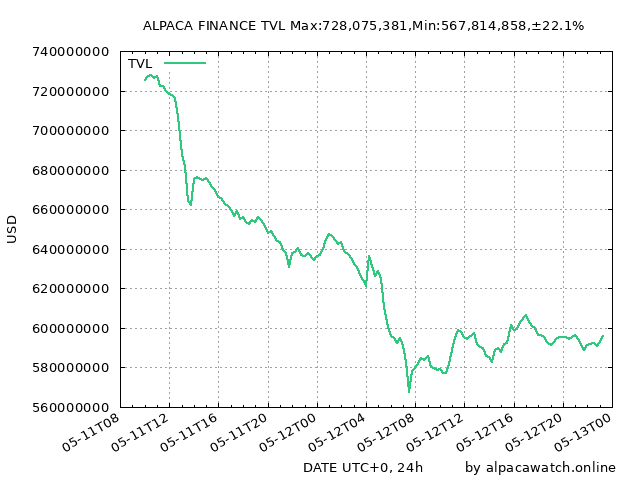 ALPACA FINANCE TVL Max:728,075,381,Min:567,814,858,±22.1%
TVL
740000000
720000000
700000000
680000000
660000000
640000000
620000000
600000000
580000000
560000000
USD
05-11T08
05-11T12
05-11T16
05-11T20
05-12T00
05-12T04
05-12T08
05-12T12
05-12T16
05-12T20
05-13T00
DATE UTC+0, 24h
by alpacawatch.online